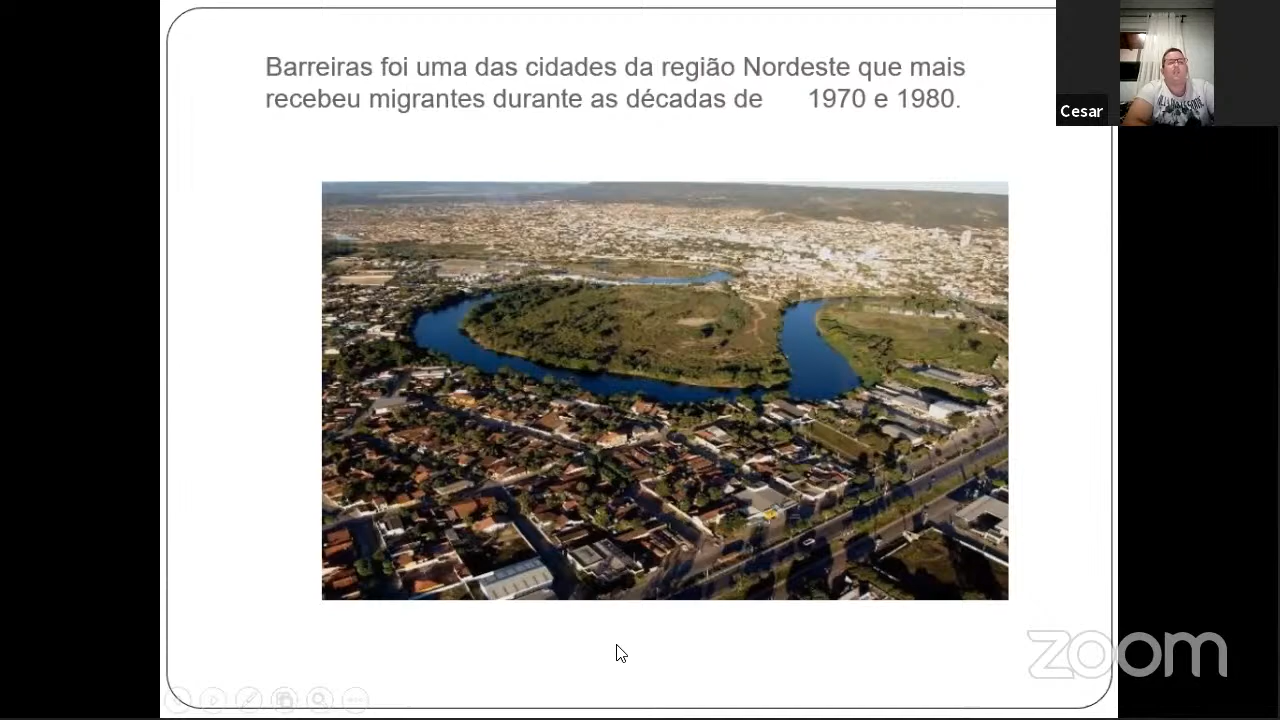 Barreiras foi uma das cidades da região Nordeste que mais
recebeu migrantes durante as décadas de 1970 e 1980.
Cesar
zoom